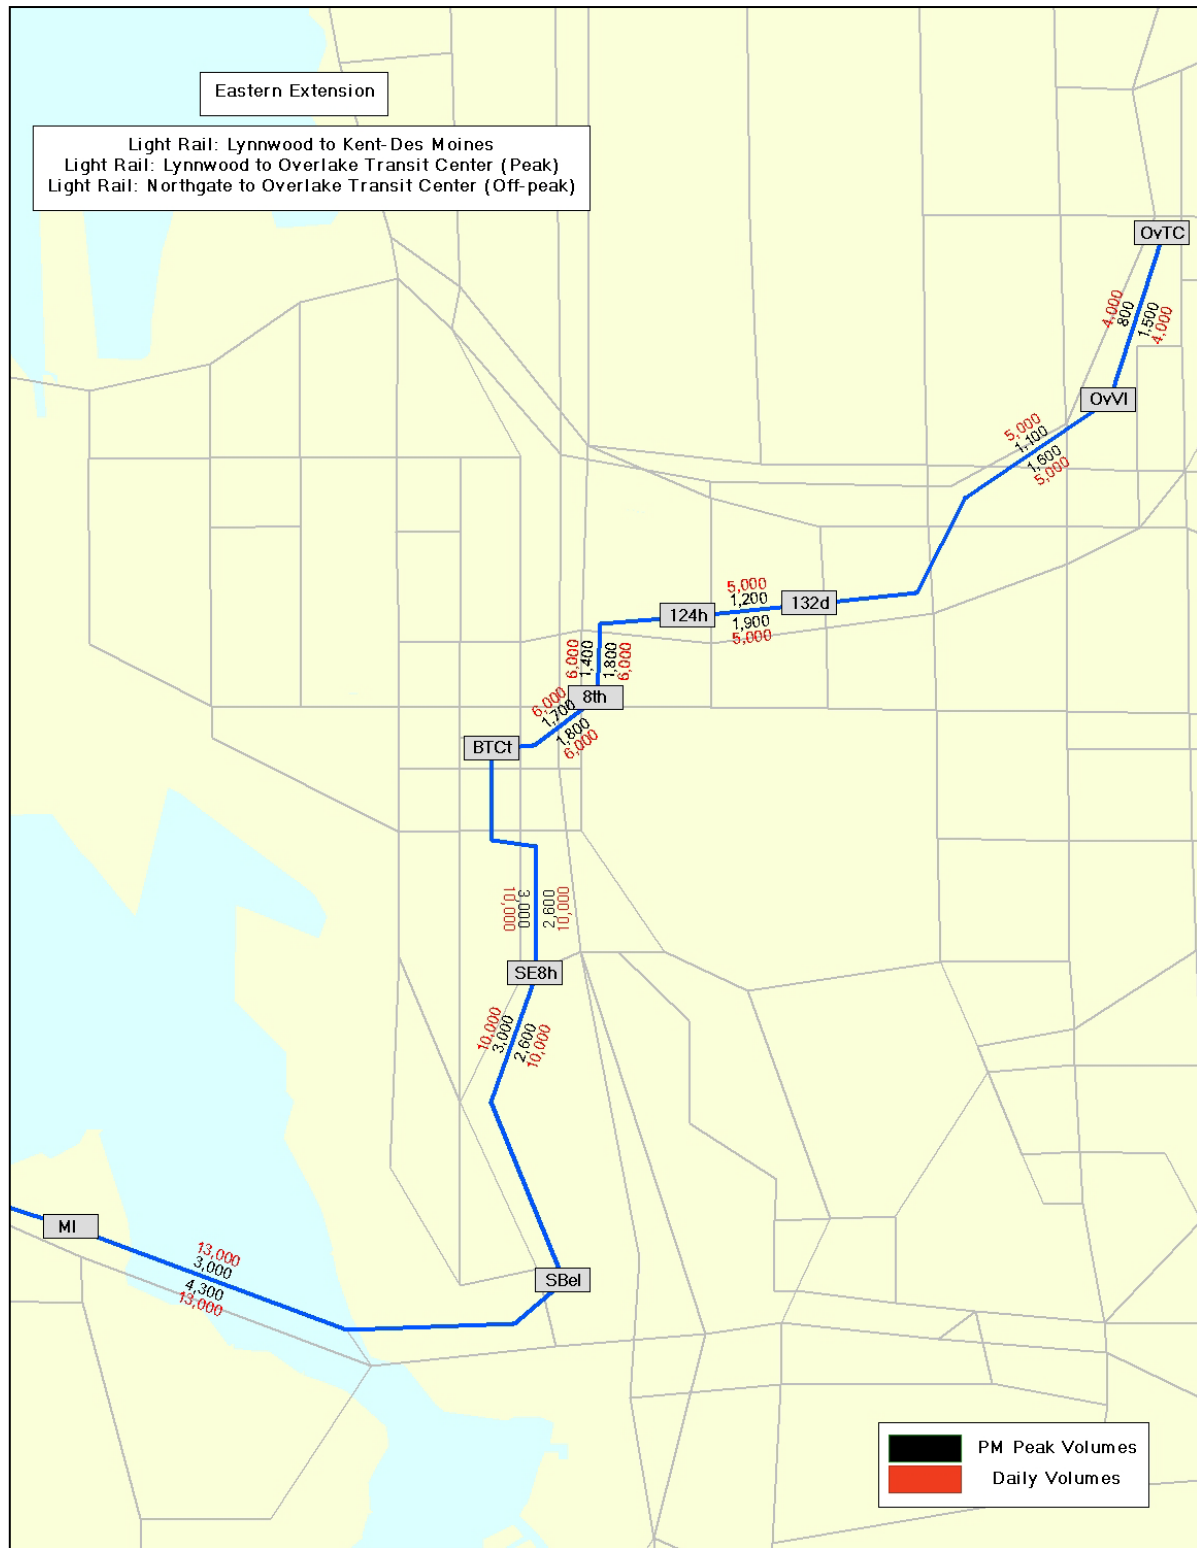 Eastern Extension
Light Rail: Lynnwood to Kent-Des Moines
Light Rail: Lynnwood to Overlake Transit Center (Peak)
Light Rail: Northgate to Overlake Transit Center (Off-peak)
OvTC
4,000
800
1,500
4,000
OvVl
5,000
1,100
1,600
5,000
5,000
1,200
1,900
5,000
132d
124h
6,000
1,400
1,800
6,000
8th
6,000
1,700
1,800
6,000
BTCt
10,000
3,000
2,600
10,000
SE8h
10,000
3,000
2,600
10,000
MI
13,000
3,000
4,300
13,000
SBel
PM Peak Volumes
Daily Volumes